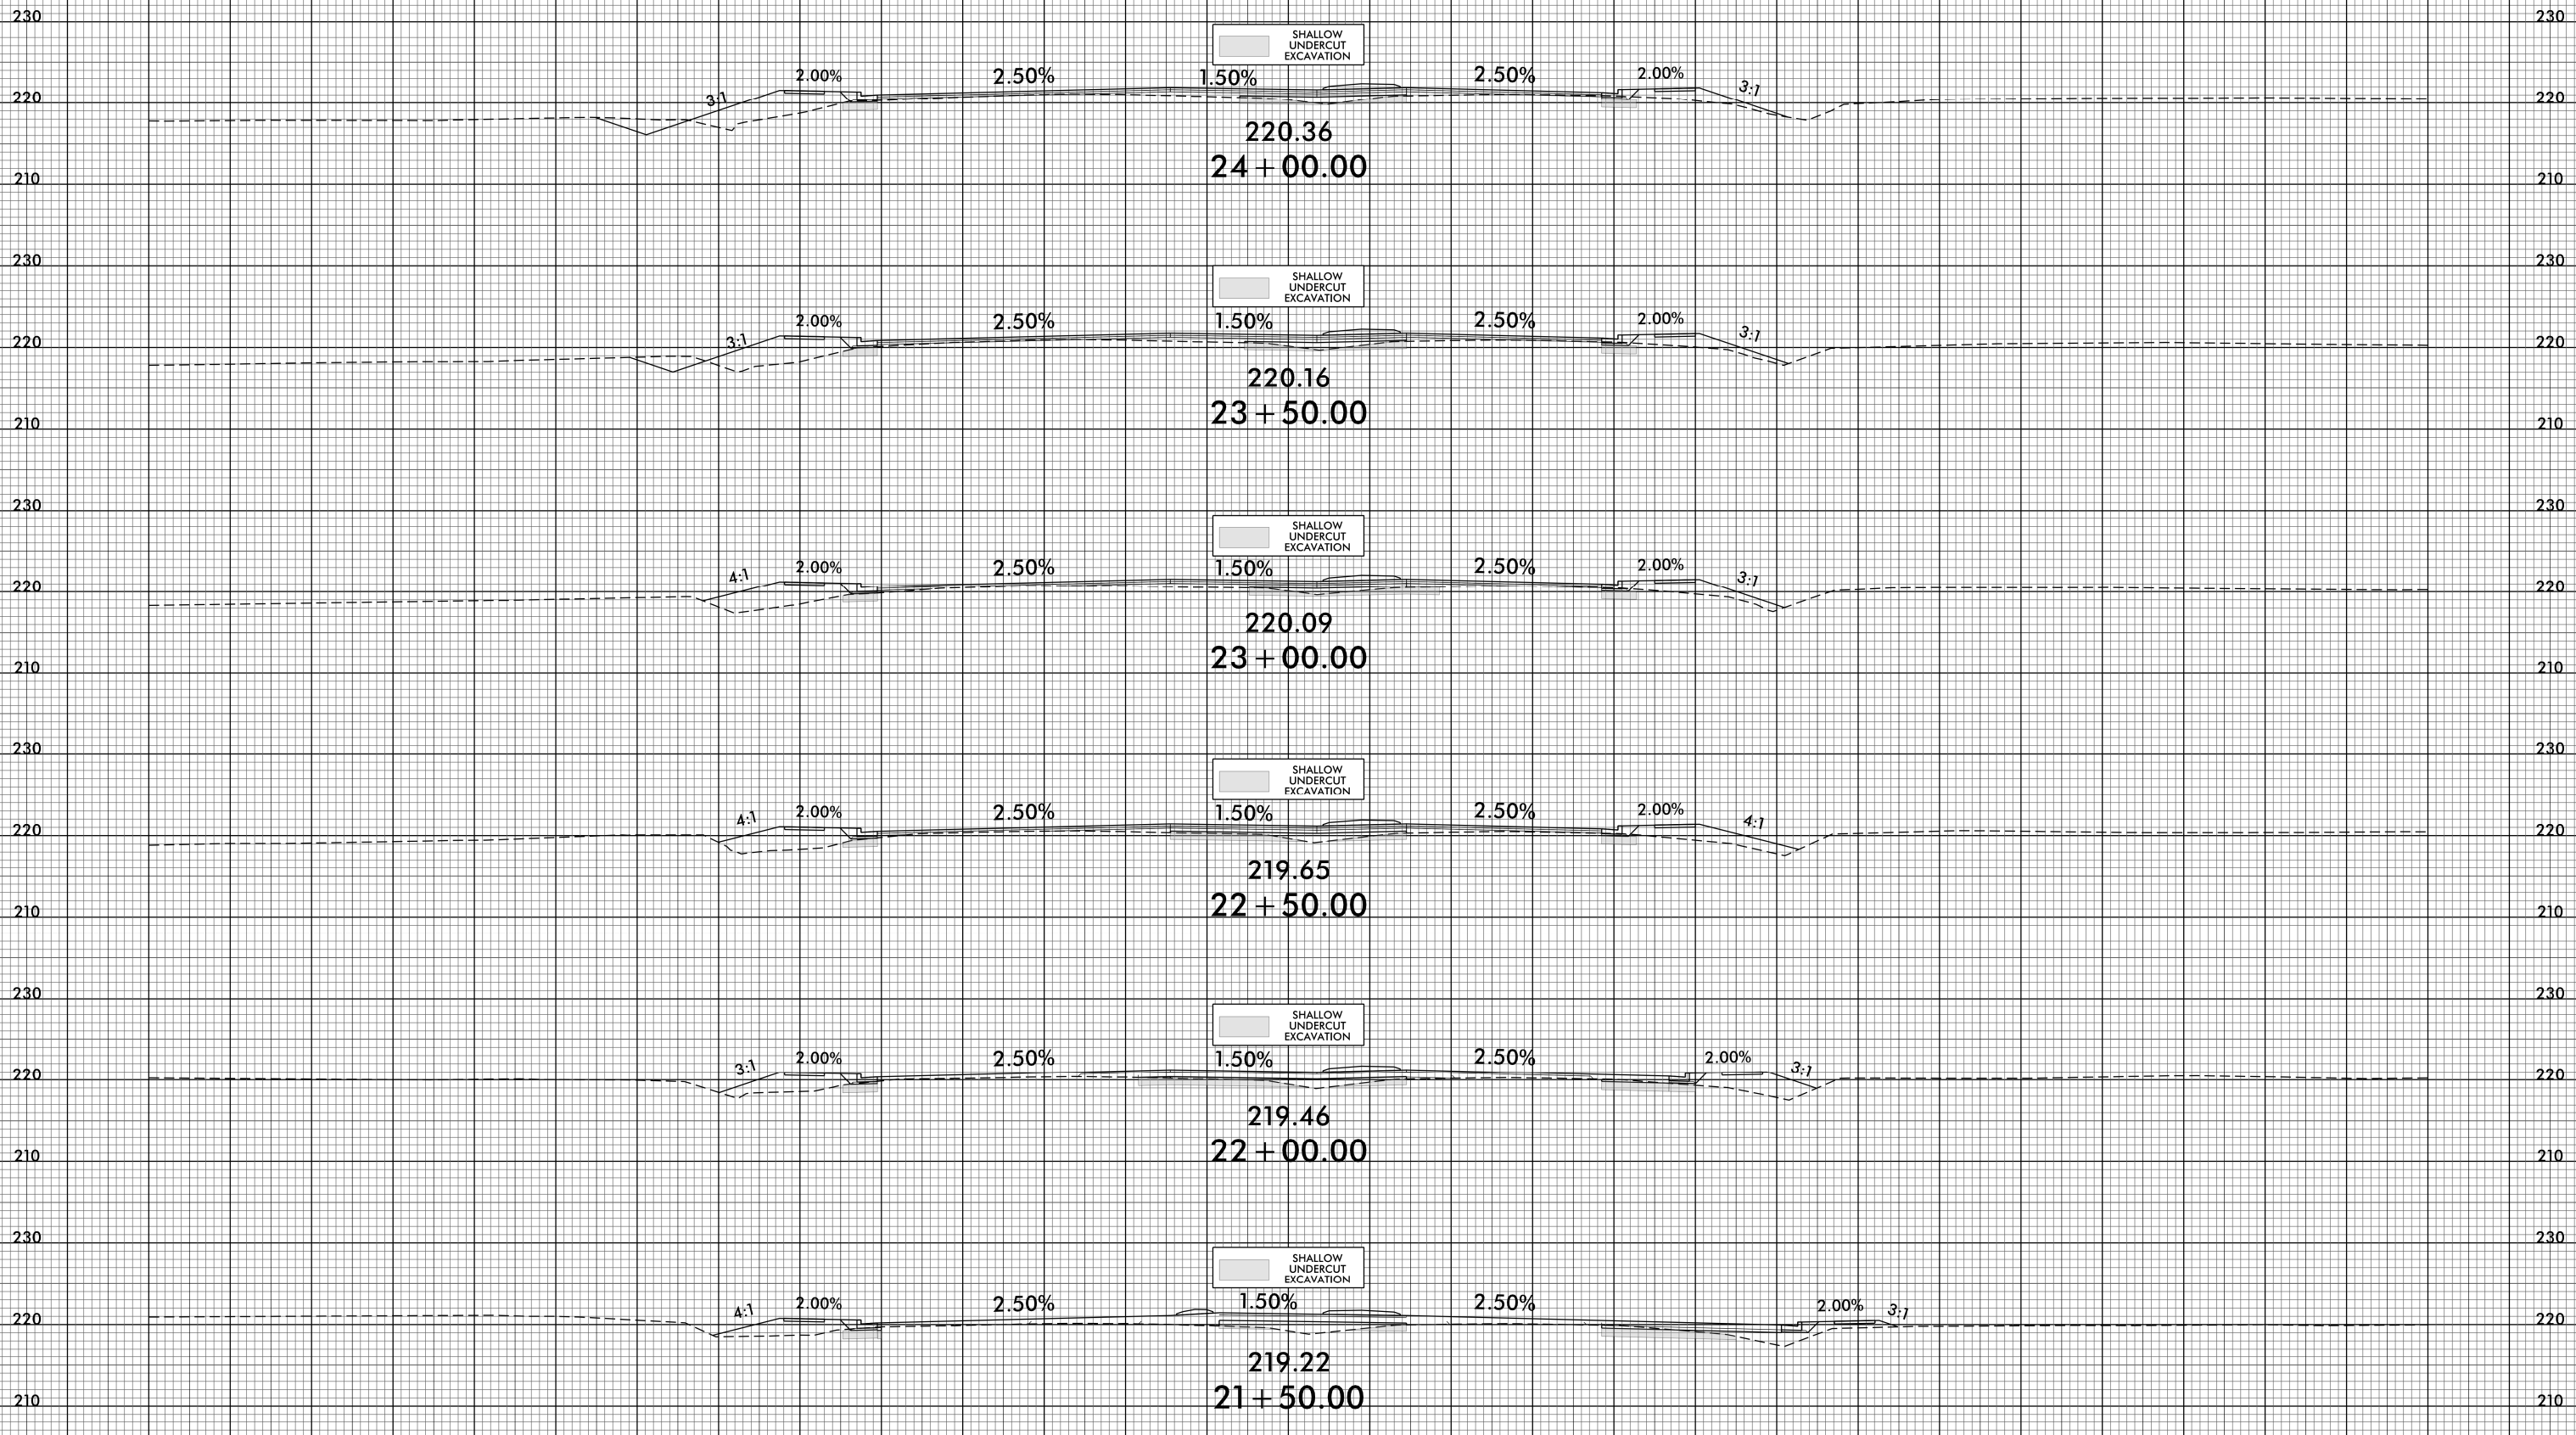 230 230
SHALLOW
UNDERCUT
EXCAVATION
3:1 2.00% 2.50% 1.50% 2.50% 2.00% 3:1
220 220
220.36
24+00.00
210 210
230 230
SHALLOW
UNDERCUT
EXCAVATION
3:1 2.00% 2.50% 1.50% 2.50% 2.00% 3:1
220 220
220.16
23+50.00
210 210
230 230
SHALLOW
UNDERCUT
EXCAVATION
4:1 2.00% 2.50% 1.50% 2.50% 2.00% 3:1
220 220
220.09
23+00.00
210 210
230 230
SHALLOW
UNDERCUT
EXCAVATION
4:1 2.00% 2.50% 1.50% 2.50% 2.00% 4:1
220 220
219.65
22+50.00
210 210
230 230
SHALLOW
UNDERCUT
EXCAVATION
3:1 2.00% 2.50% 1.50% 2.50% 2.00% 3:1
220 220
219.46
22+00.00
210 210
230 230
SHALLOW
UNDERCUT
EXCAVATION
4:1 2.00% 2.50% 1.50% 2.50% 2.00% 3:1
220 220
219.22
21+50.00
210 210